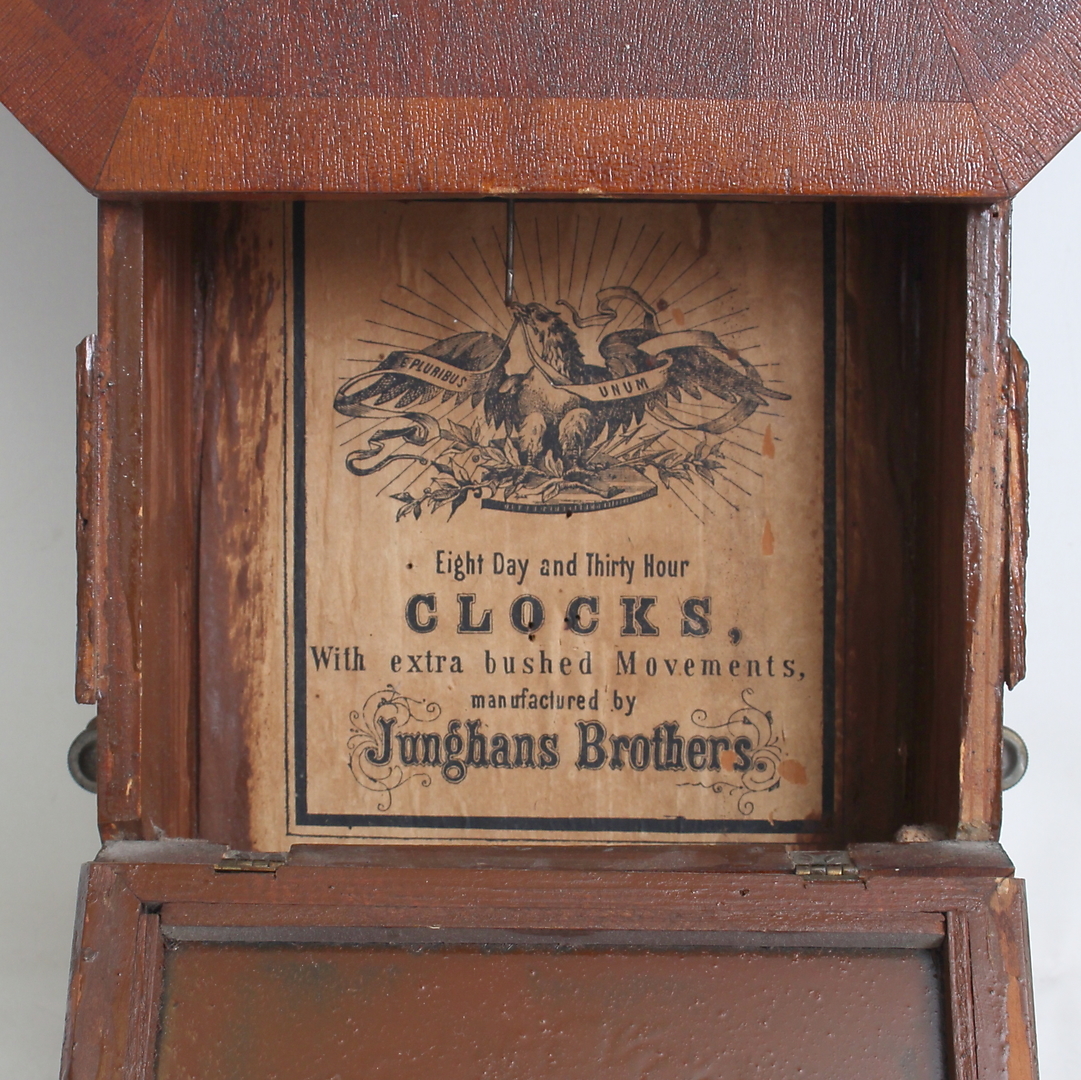 E PLURIBUS UNUM
Eight Day and Thirty Hour
CLOCKS,
With extra bushed Movements,
manufactured by
Junghans Brothers.